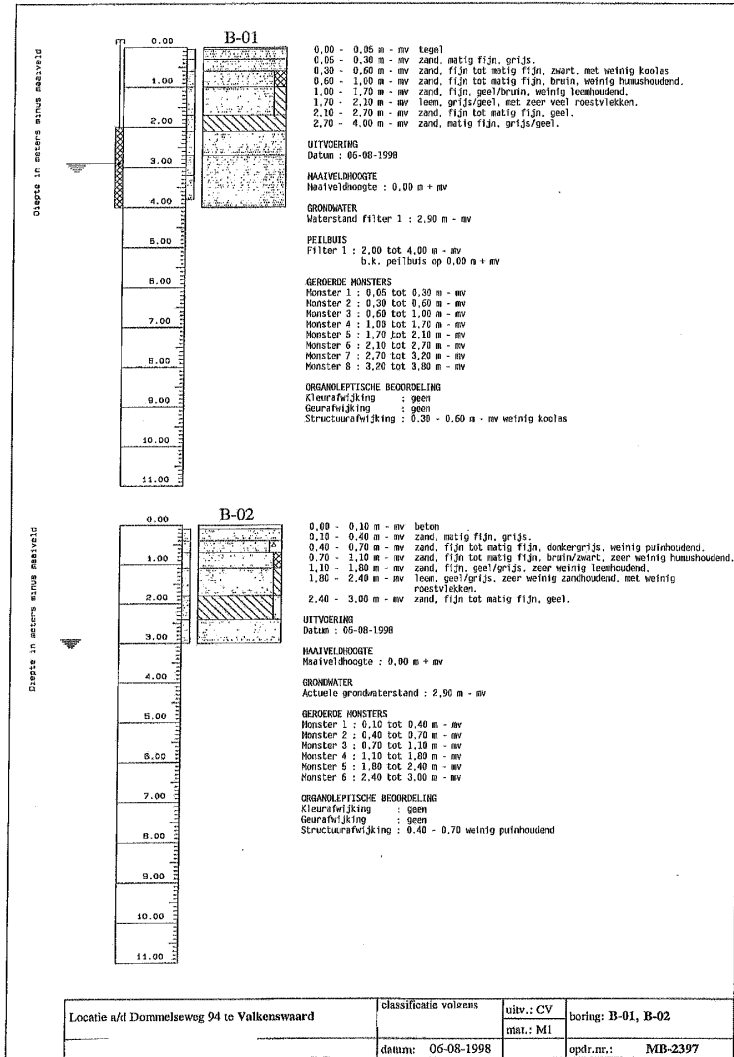 B-01
0,00 - 0,05 m - mv tegel
0,05 - 0,30 m - mv zand, matig fijn, grijs.
0,30 - 0,60 m - mv zand, fijn tot matig fijn, zwart, met weinig koolas
0,60 - 1,00 m - mv zand, fijn tot matig fijn, bruin, weinig humushoudend.
1,00 - 1,70 m - mv zand, fijn, geel/bruin, weinig leemhoudend.
1,70 - 2,10 m - mv leem, grijs/geel, met zeer veel roestvlekken.
2,10 - 2,70 m - mv zand, fijn tot matig fijn, geel.
2,70 - 4,00 m - mv zand, matig fijn, grijs/geel.
UITVOERING
Datum : 06-08-1998
MAAIVELDHOOGTE
Maaiveldhoogte : 0,00 m + mv
GRONDWATER
Waterstand filter 1 : 2,90 m - mv
PEILBUIS
Filter 1 : 2,00 tot 4,00 m - mv
b.k. peilbuis op 0,00 m + mv
GEROERDE MONSTERS
Monster 1 : 0,05 tot 0,30 m - mv
Monster 2 : 0,30 tot 0,60 m - mv
Monster 3 : 0,60 tot 1,00 m - mv
Monster 4 : 1,00 tot 1,70 m - mv
Monster 5 : 1,70 tot 2,10 m - mv
Monster 6 : 2,10 tot 2,70 m - mv
Monster 7 : 2,70 tot 3,20 m - mv
Monster 8 : 3,20 tot 3,80 m - mv
ORGANOLEPTISCHE BEOORDELING
Kleurafwijking : geen
Geurafwijking : geen
Structuurafwijking : 0.30 - 0.60 m - mv weinig koolas
Diepte in meters minus maaiveld
0.00
1.00
2.00
3.00
4.00
5.00
6.00
7.00
8.00
9.00
10.00
11.00
B-02
0,00 - 0,10 m - mv beton
0,10 - 0,40 m - mv zand, matig fijn, grijs.
0,40 - 0,70 m - mv zand, fijn tot matig fijn, donkergrijs, weinig puinhoudend.
0,70 - 1,10 m - mv zand, fijn tot matig fijn, bruin/zwart, zeer weinig humushoudend.
1,10 - 1,80 m - mv zand, fijn, geel/grijs, zeer weinig leemhoudend.
1,80 - 2,40 m - mv leem, geel/grijs, zeer weinig zandhoudend, met weinig
roestvlekken.
2,40 - 3,00 m - mv zand, fijn tot matig fijn, geel.
UITVOERING
Datum : 06-08-1998
MAAIVELDHOOGTE
Maaiveldhoogte : 0,00 m + mv
GRONDWATER
Actuele grondwaterstand : 2,90 m - mv
GEROERDE MONSTERS
Monster 1 : 0,10 tot 0,40 m - mv
Monster 2 : 0,40 tot 0,70 m - mv
Monster 3 : 0,70 tot 1,10 m - mv
Monster 4 : 1,10 tot 1,80 m - mv
Monster 5 : 1,80 tot 2,40 m - mv
Monster 6 : 2,40 tot 3,00 m - mv
ORGANOLEPTISCHE BEOORDELING
Kleurafwijking : geen
Geurafwijking : geen
Structuurafwijking : 0.40 - 0.70 weinig puinhoudend
Diepte in meters minus maaiveld
0.00
1.00
2.00
3.00
4.00
5.00
6.00
7.00
8.00
9.00
10.00
11.00
Locatie a/d Dommelseweg 94 te Valkenswaard
classificatie volgens
uitv.: CV
mat.: M1
boring: B-01, B-02
datum: 06-08-1998
opdr.nr.: MB-2397